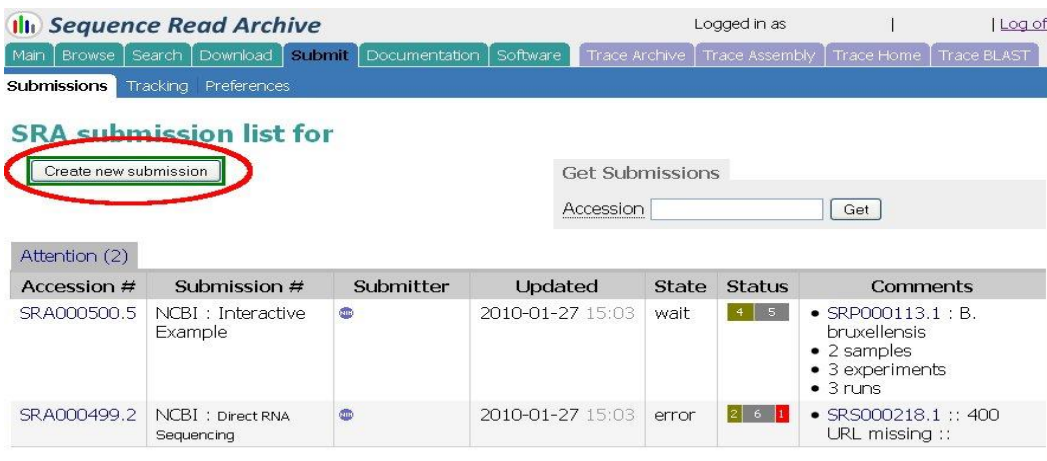 Sequence Read Archive Logged in as | | Log of
Main Browse Search Download Submit Documentation Software Trace Archive Trace Assembly Trace Home Trace BLAST
Submissions Tracking Preferences
SRA submission list for
Create new submission
Get Submissions
Accession Get
Attention (2)
Accession # Submission # Submitter Updated State Status Comments
SRA000500.5 NCBI : Interactive 2010-01-27 15:03 wait 4 5 • SRP000113.1 : B.
Example bruxellensis
• 2 samples
• 3 experiments
• 3 runs
SRA000499.2 NCBI : Direct RNA 2010-01-27 15:03 error 2 6 1 • SRS000218.1 :: 400
Sequencing URL missing ::